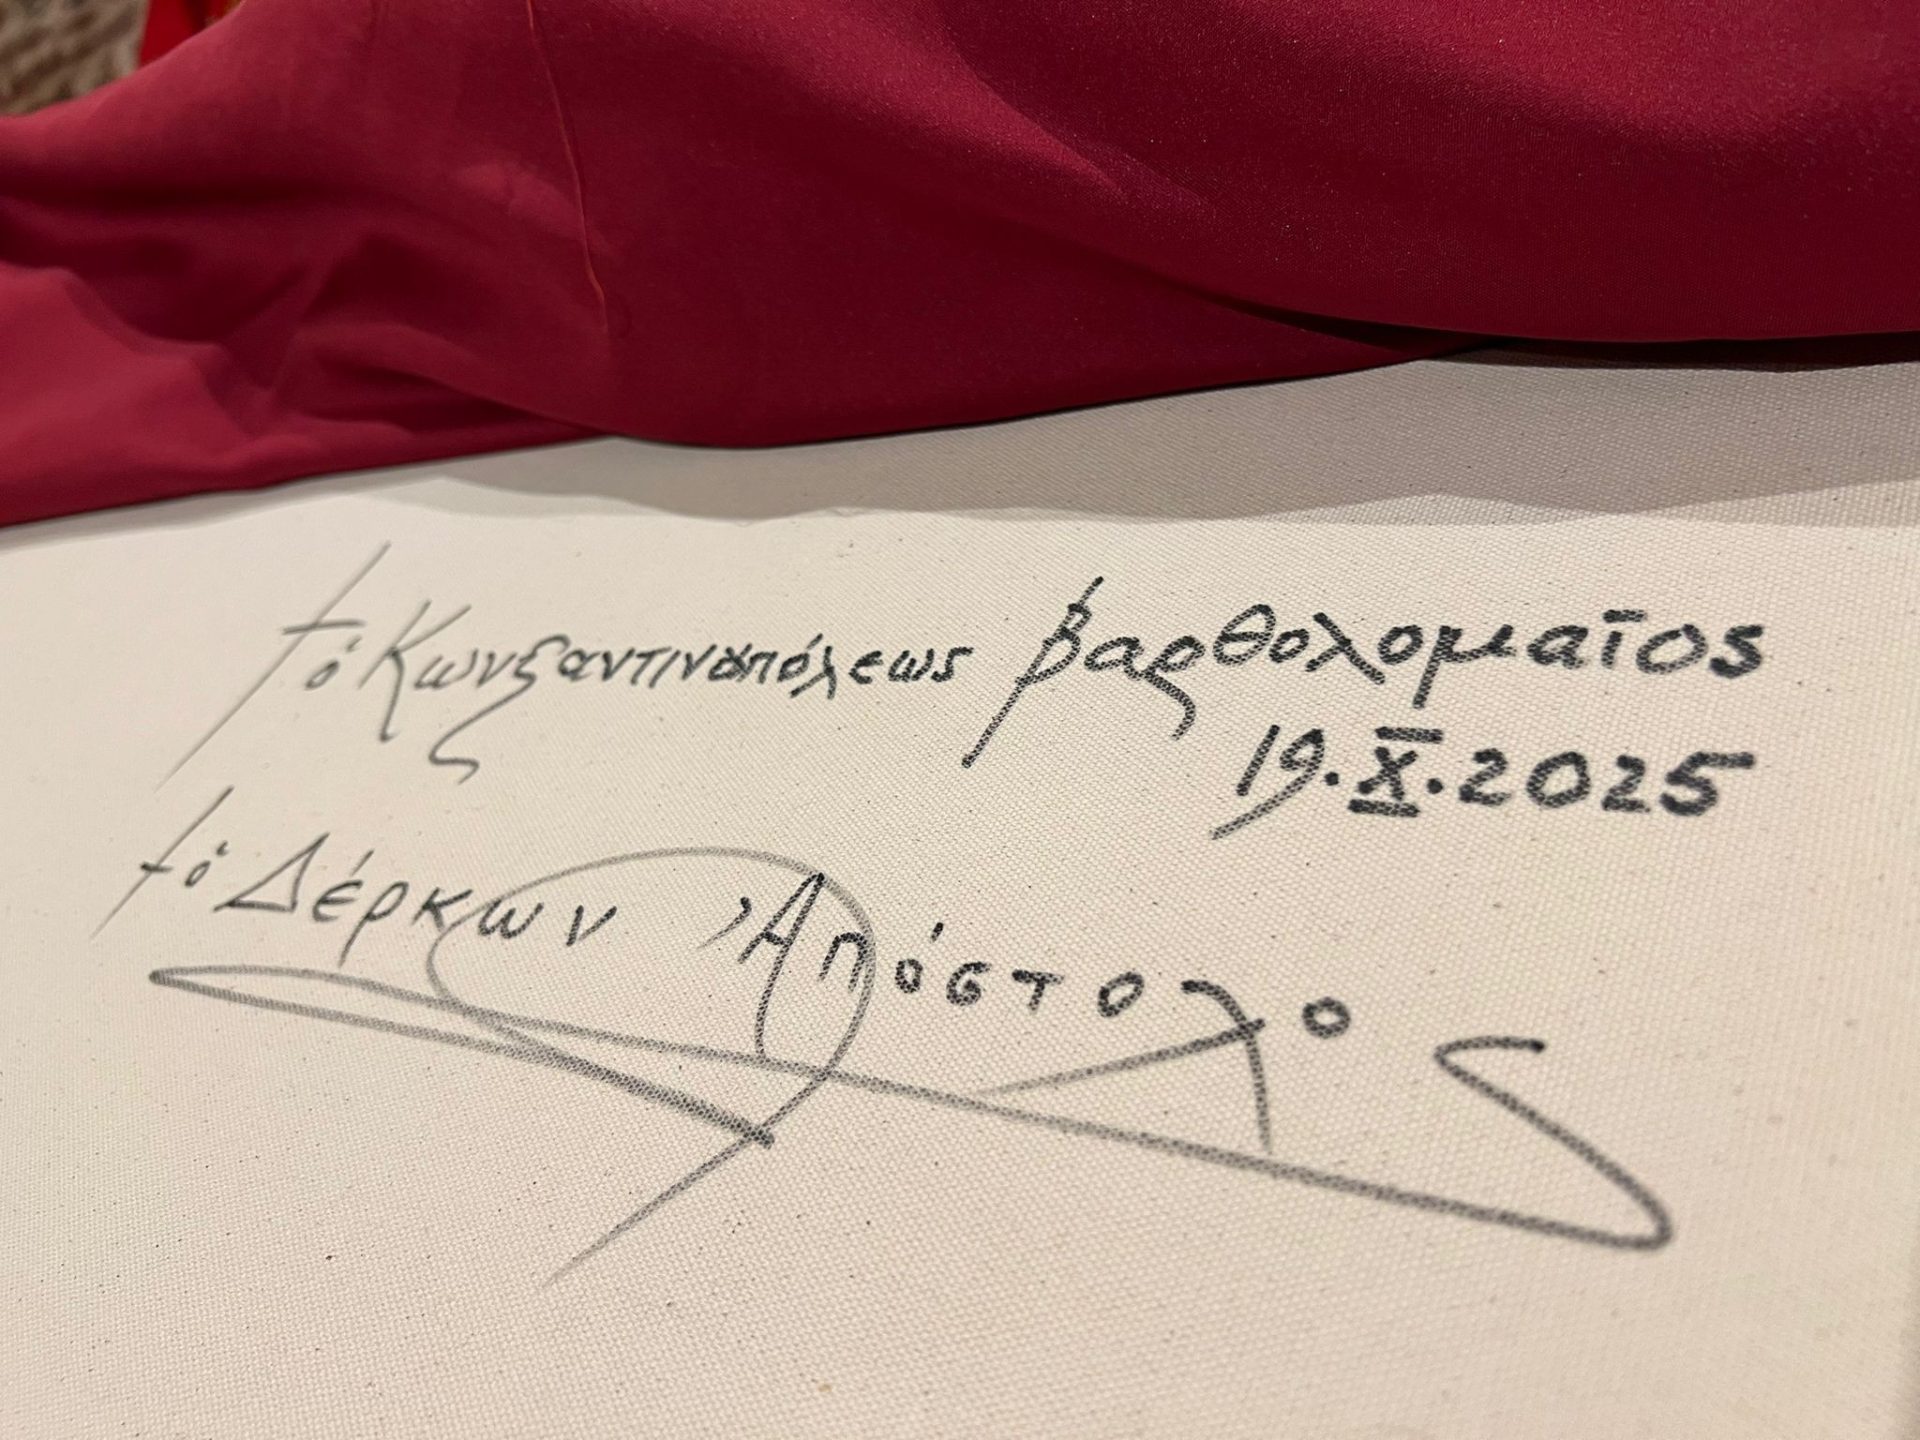 † ὁ Κωνσταντινουπόλεως Βαρθολομαῖος
19.X.2025
† ὁ Δέρκων Ἀπόστολος